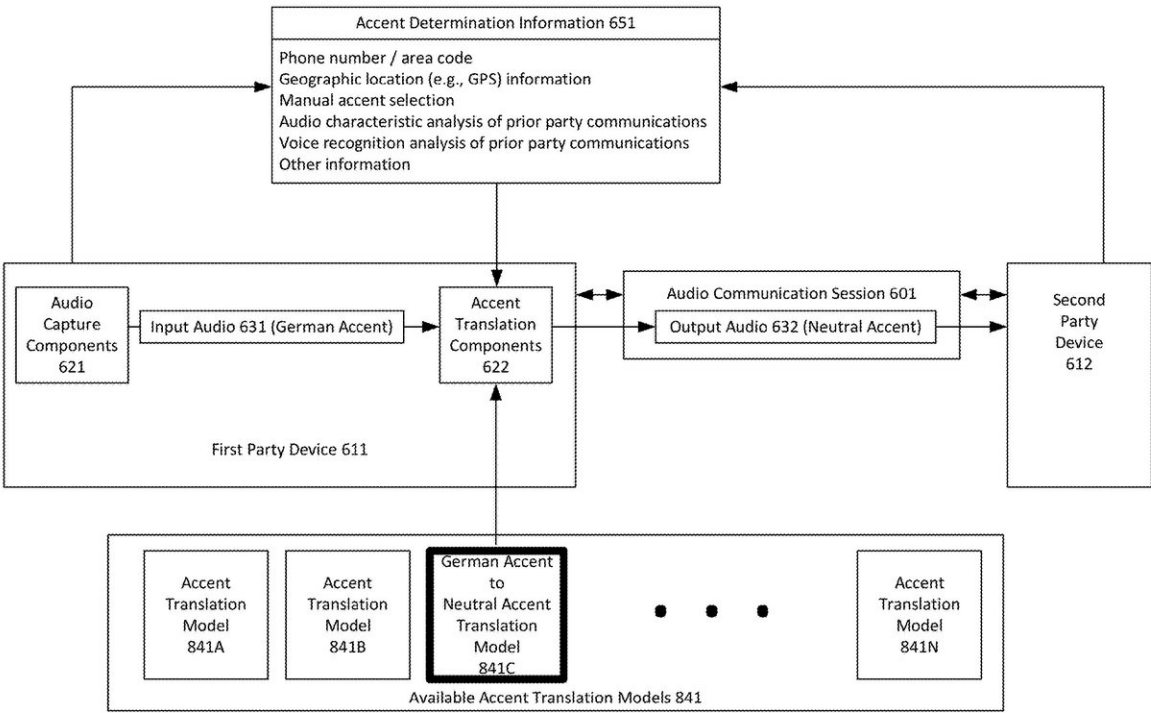 Accent Determination Information 651
Phone number / area code
Geographic location (e.g., GPS) information
Manual accent selection
Audio characteristic analysis of prior party communications
Voice recognition analysis of prior party communications
Other information
Audio
Capture
Components
621
Input Audio 631 (German Accent)
Accent
Translation
Components
622
First Party Device 611
Audio Communication Session 601
Output Audio 632 (Neutral Accent)
Second
Party
Device
612
Accent
Translation
Model
841A
Accent
Translation
Model
841B
German Accent
to
Neutral Accent
Translation
Model
841C
Accent
Translation
Model
841N
Available Accent Translation Models 841